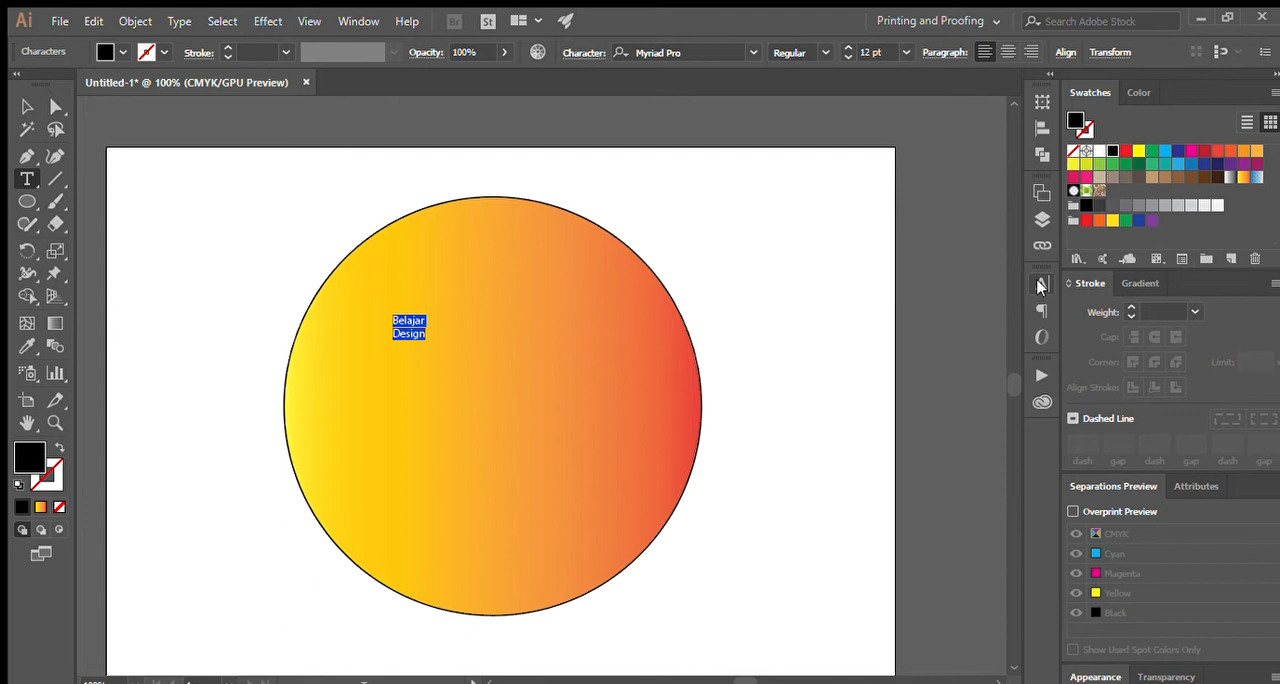 Ai File Edit Object Type Select Effect View Window Help Br St Printing and Proofing Search Adobe Stock
Characters Stroke: Opacity: 100% Character: Myriad Pro Regular 12 pt Paragraph: Align Transform
Untitled-1* @ 100% (CMYK/GPU Preview)
Swatches Color
Belajar
Design
Stroke Gradient
Weight:
Cap:
Corner: Limit:
Align Stroke:
Dashed Line
dash gap dash gap dash gap
Separations Preview Attributes
Overprint Preview
CMYK
Cyan
Magenta
Yellow
Black
Show Used Spot Colors Only
Appearance Transparency